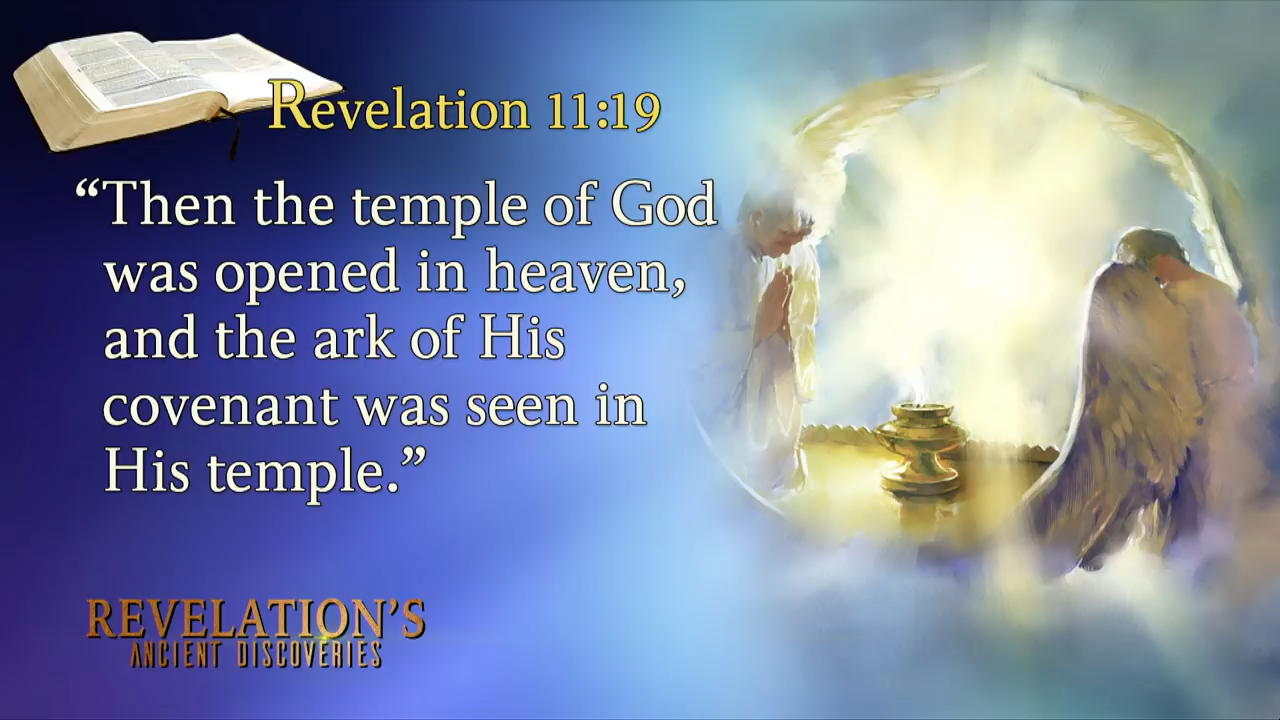 Revelation 11:19
“Then the temple of God
was opened in heaven,
and the ark of His
covenant was seen in
His temple.”
REVELATION’S
ANCIENT DISCOVERIES